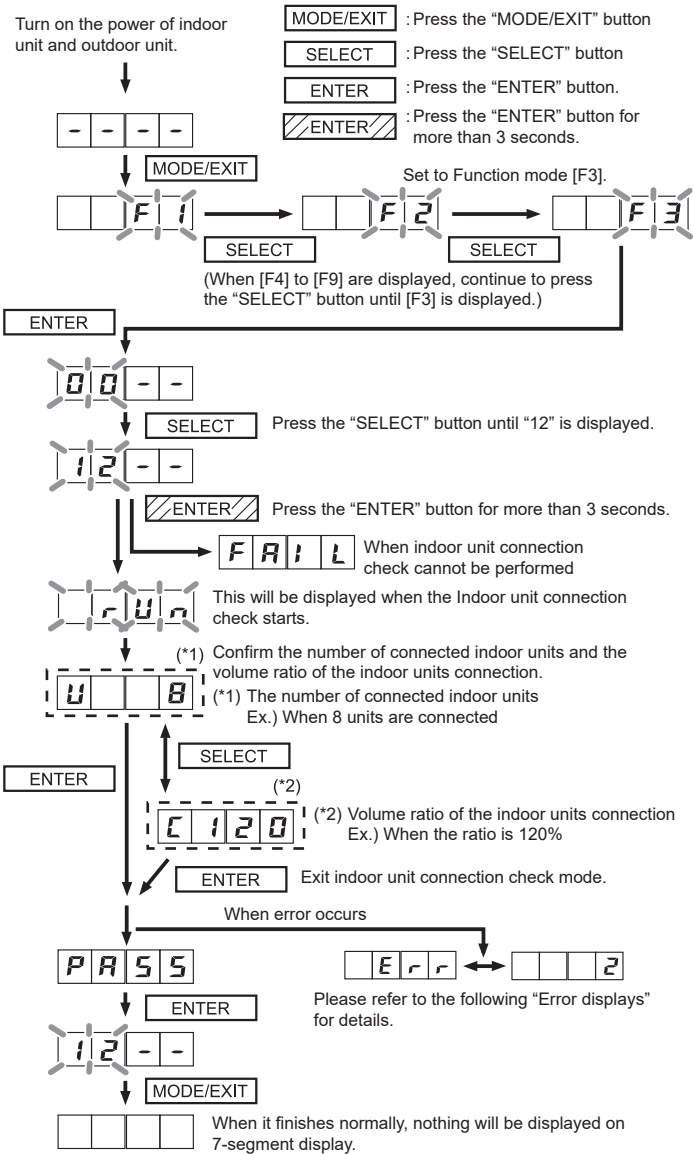 Turn on the power of indoor
unit and outdoor unit.
MODE/EXIT : Press the “MODE/EXIT” button
SELECT : Press the “SELECT” button
ENTER : Press the “ENTER” button.
ENTER : Press the “ENTER” button for
more than 3 seconds.
- - - -
MODE/EXIT
Set to Function mode [F3].
F 1 F 2 F 3
SELECT SELECT
(When [F4] to [F9] are displayed, continue to press
the “SELECT” button until [F3] is displayed.)
ENTER
0 0 - -
SELECT Press the “SELECT” button until “12” is displayed.
1 2 - -
ENTER Press the “ENTER” button for more than 3 seconds.
F A I L When indoor unit connection
check cannot be performed
r U n This will be displayed when the Indoor unit connection
check starts.
(*1) Confirm the number of connected indoor units and the
volume ratio of the indoor units connection.
U 8 (*1) The number of connected indoor units
Ex.) When 8 units are connected
SELECT
ENTER
(*2)
C 1 2 0 (*2) Volume ratio of the indoor units connection
Ex.) When the ratio is 120%
ENTER Exit indoor unit connection check mode.
When error occurs
P A S S E r r 2
Please refer to the following “Error displays”
for details.
ENTER
1 2 - -
MODE/EXIT
When it finishes normally, nothing will be displayed on
7-segment display.